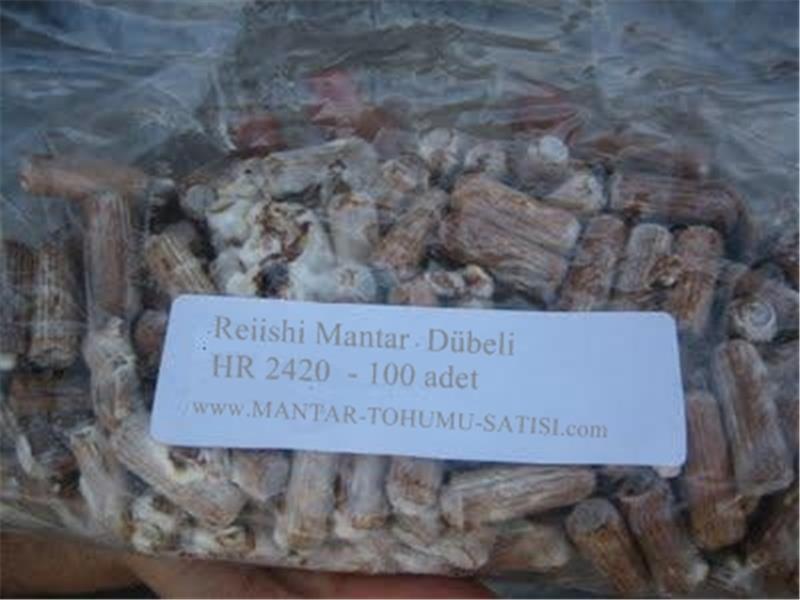 Reiishi Mantar Dübeli
HR 2420 - 100 adet
www.MANTAR-TOHUMU-SATISI.com